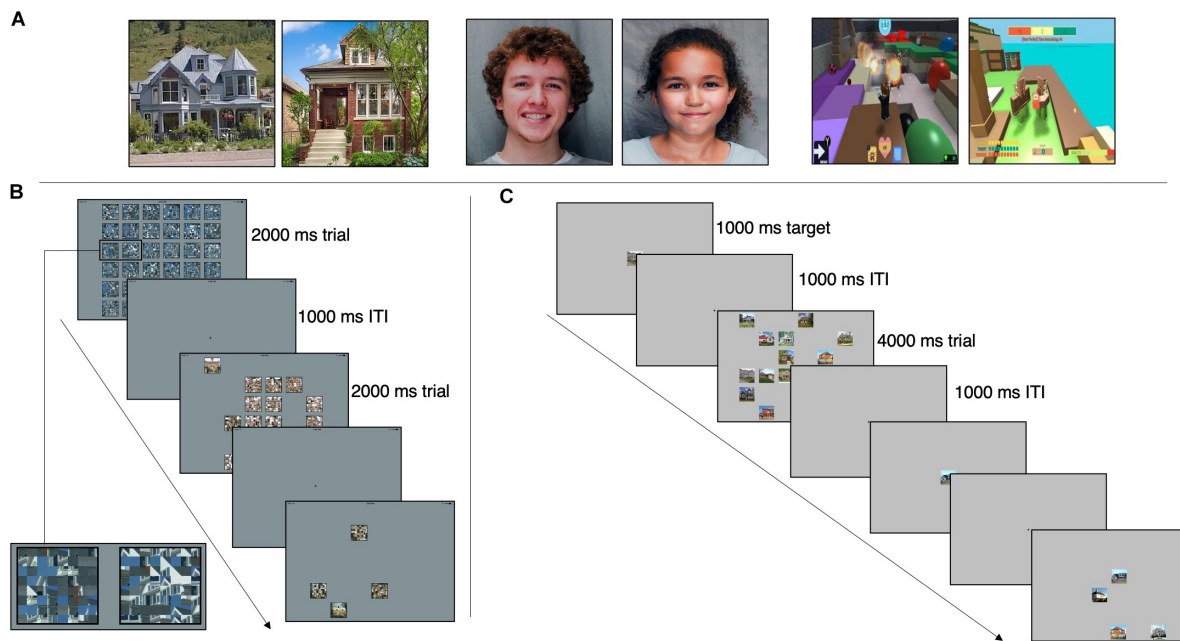 A
B
2000 ms trial
1000 ms ITI
2000 ms trial
C
1000 ms target
1000 ms ITI
4000 ms trial
1000 ms ITI